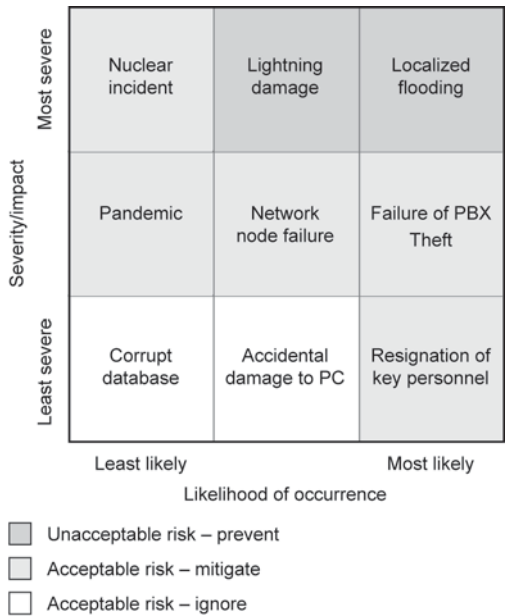 Most severe
Severity/impact
Least severe
Nuclear
incident
Lightning
damage
Localized
flooding
Pandemic
Network
node failure
Failure of PBX
Theft
Corrupt
database
Accidental
damage to PC
Resignation of
key personnel
Least likely
Most likely
Likelihood of occurrence
Unacceptable risk – prevent
Acceptable risk – mitigate
Acceptable risk – ignore